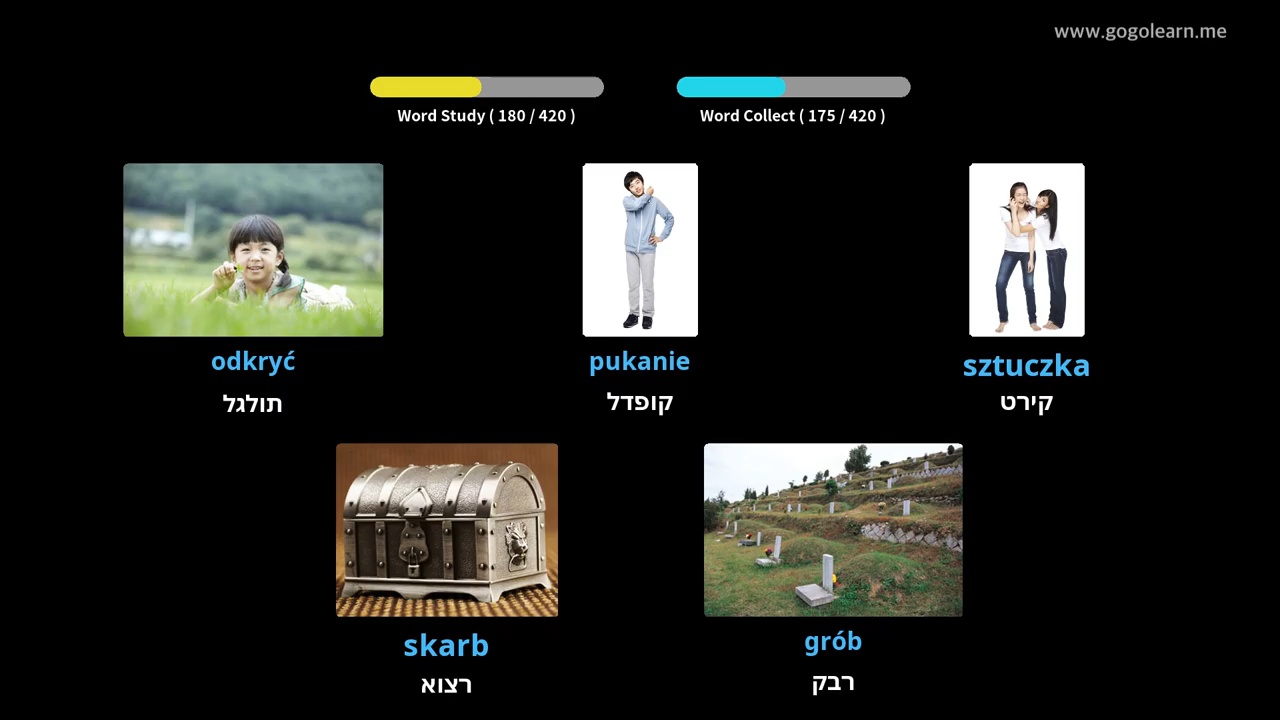 www.gogolearn.me
Word Study ( 180 / 420 )
Word Collect ( 175 / 420 )
odkryć
תולגל
pukanie
קופדל
sztuczka
קירט
skarb
רצוא
grób
רבק